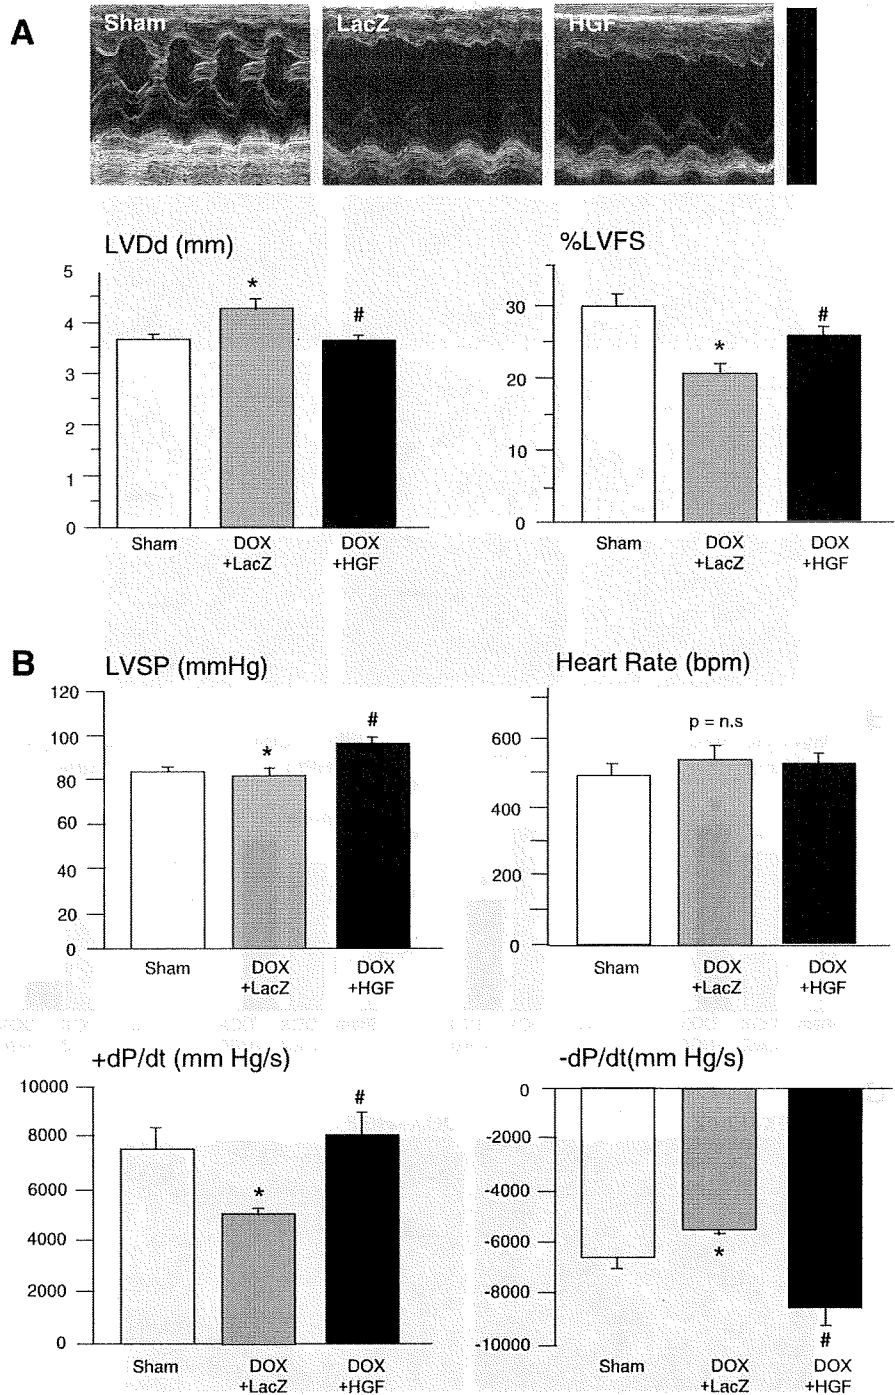 A
Sham LacZ HGF
LVDd (mm)
5
4
3
2
1
0
*
#
Sham DOX DOX
+LacZ +HGF
%LVFS
30
20
10
0
*
#
Sham DOX DOX
+LacZ +HGF
B
LVSP (mmHg)
120
100
80
60
40
20
0
*
#
Sham DOX DOX
+LacZ +HGF
Heart Rate (bpm)
600
400
200
0
p = n.s
Sham DOX DOX
+LacZ +HGF
+dP/dt (mm Hg/s)
10000
8000
6000
4000
2000
0
*
#
Sham DOX DOX
+LacZ +HGF
-dP/dt(mm Hg/s)
0
-2000
-4000
-6000
-8000
-10000
*
#
Sham DOX DOX
+LacZ +HGF